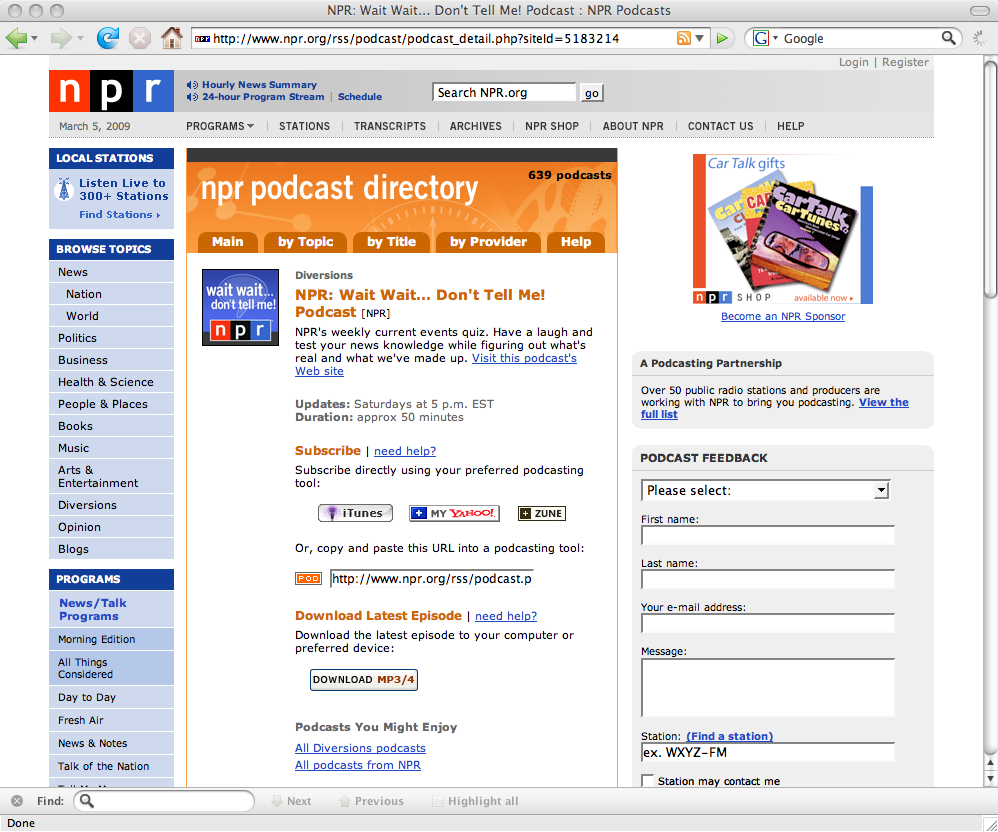 NPR: Wait Wait... Don't Tell Me! Podcast : NPR Podcasts
npr http://www.npr.org/rss/podcast/podcast_detail.php?siteId=5183214
G Google
Login | Register
n p r
Hourly News Summary
24-hour Program Stream | Schedule
Search NPR.org
go
March 5, 2009
PROGRAMS | STATIONS | TRANSCRIPTS | ARCHIVES | NPR SHOP | ABOUT NPR | CONTACT US | HELP
LOCAL STATIONS
Listen Live to
300+ Stations
Find Stations
BROWSE TOPICS
News
Nation
World
Politics
Business
Health & Science
People & Places
Books
Music
Arts &
Entertainment
Diversions
Opinion
Blogs
PROGRAMS
News/Talk
Programs
Morning Edition
All Things
Considered
Day to Day
Fresh Air
News & Notes
Talk of the Nation
npr podcast directory
639 podcasts
Main by Topic by Title by Provider Help
wait wait...
don't tell me!
n p r
Diversions
NPR: Wait Wait... Don't Tell Me!
Podcast [NPR]
NPR's weekly current events quiz. Have a laugh and
test your news knowledge while figuring out what's
real and what we've made up. Visit this podcast's
Web site
Updates: Saturdays at 5 p.m. EST
Duration: approx 50 minutes
Subscribe | need help?
Subscribe directly using your preferred podcasting
tool:
iTunes MY YAHOO! ZUNE
Or, copy and paste this URL into a podcasting tool:
POD http://www.npr.org/rss/podcast.p
Download Latest Episode | need help?
Download the latest episode to your computer or
preferred device:
DOWNLOAD MP3/4
Podcasts You Might Enjoy
All Diversions podcasts
All podcasts from NPR
Car Talk gifts
Car Talk
CarTunes
n p r SHOP available now
Become an NPR Sponsor
A Podcasting Partnership
Over 50 public radio stations and producers are
working with NPR to bring you podcasting. View the
full list
PODCAST FEEDBACK
Please select:
First name:
Last name:
Your e-mail address:
Message:
Station: (Find a station)
ex. WXYZ-FM
Station may contact me
Find: Next Previous Highlight all
Done